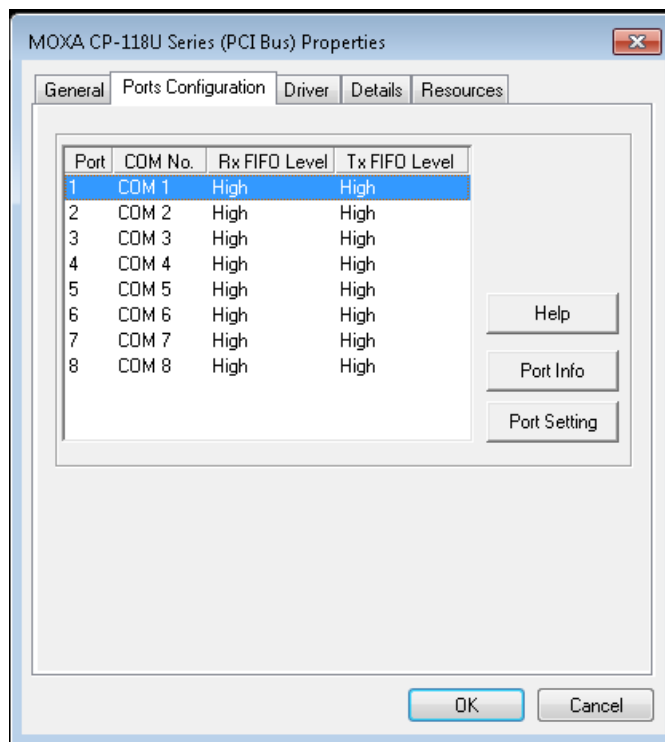 MOXA CP-118U Series (PCI Bus) Properties
General Ports Configuration Driver Details Resources
Port COM No. Rx FIFO Level Tx FIFO Level
1 COM 1 High High
2 COM 2 High High
3 COM 3 High High
4 COM 4 High High
5 COM 5 High High
6 COM 6 High High
7 COM 7 High High
8 COM 8 High High
Help
Port Info
Port Setting
OK Cancel